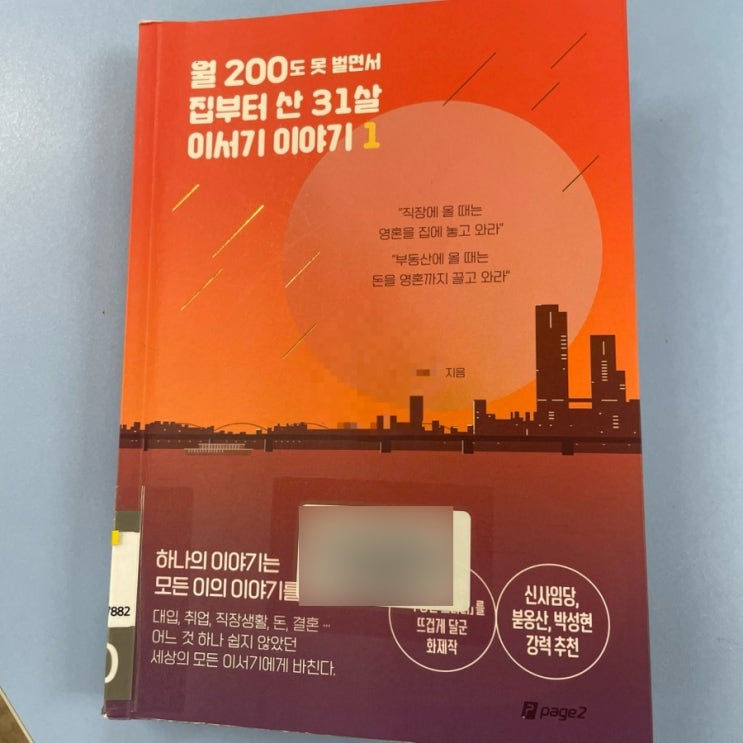 월 200도 못 벌면서
집부터 산 31살
이서기 이야기 1
"직장에 올 때는
영혼을 집에 놓고 와라"
"부동산에 올 때는
돈을 영혼까지 끌고 와라"
지음
하나의 이야기는
모든 이의 이야기를
대입, 취업, 직장생활, 돈, 결혼 …
어느 것 하나 쉽지 않았던
세상의 모든 이서기에게 바친다.
를
뜨겁게 달군
화제작
신사임당,
붇옹산, 박성현
강력 추천
7882
page2